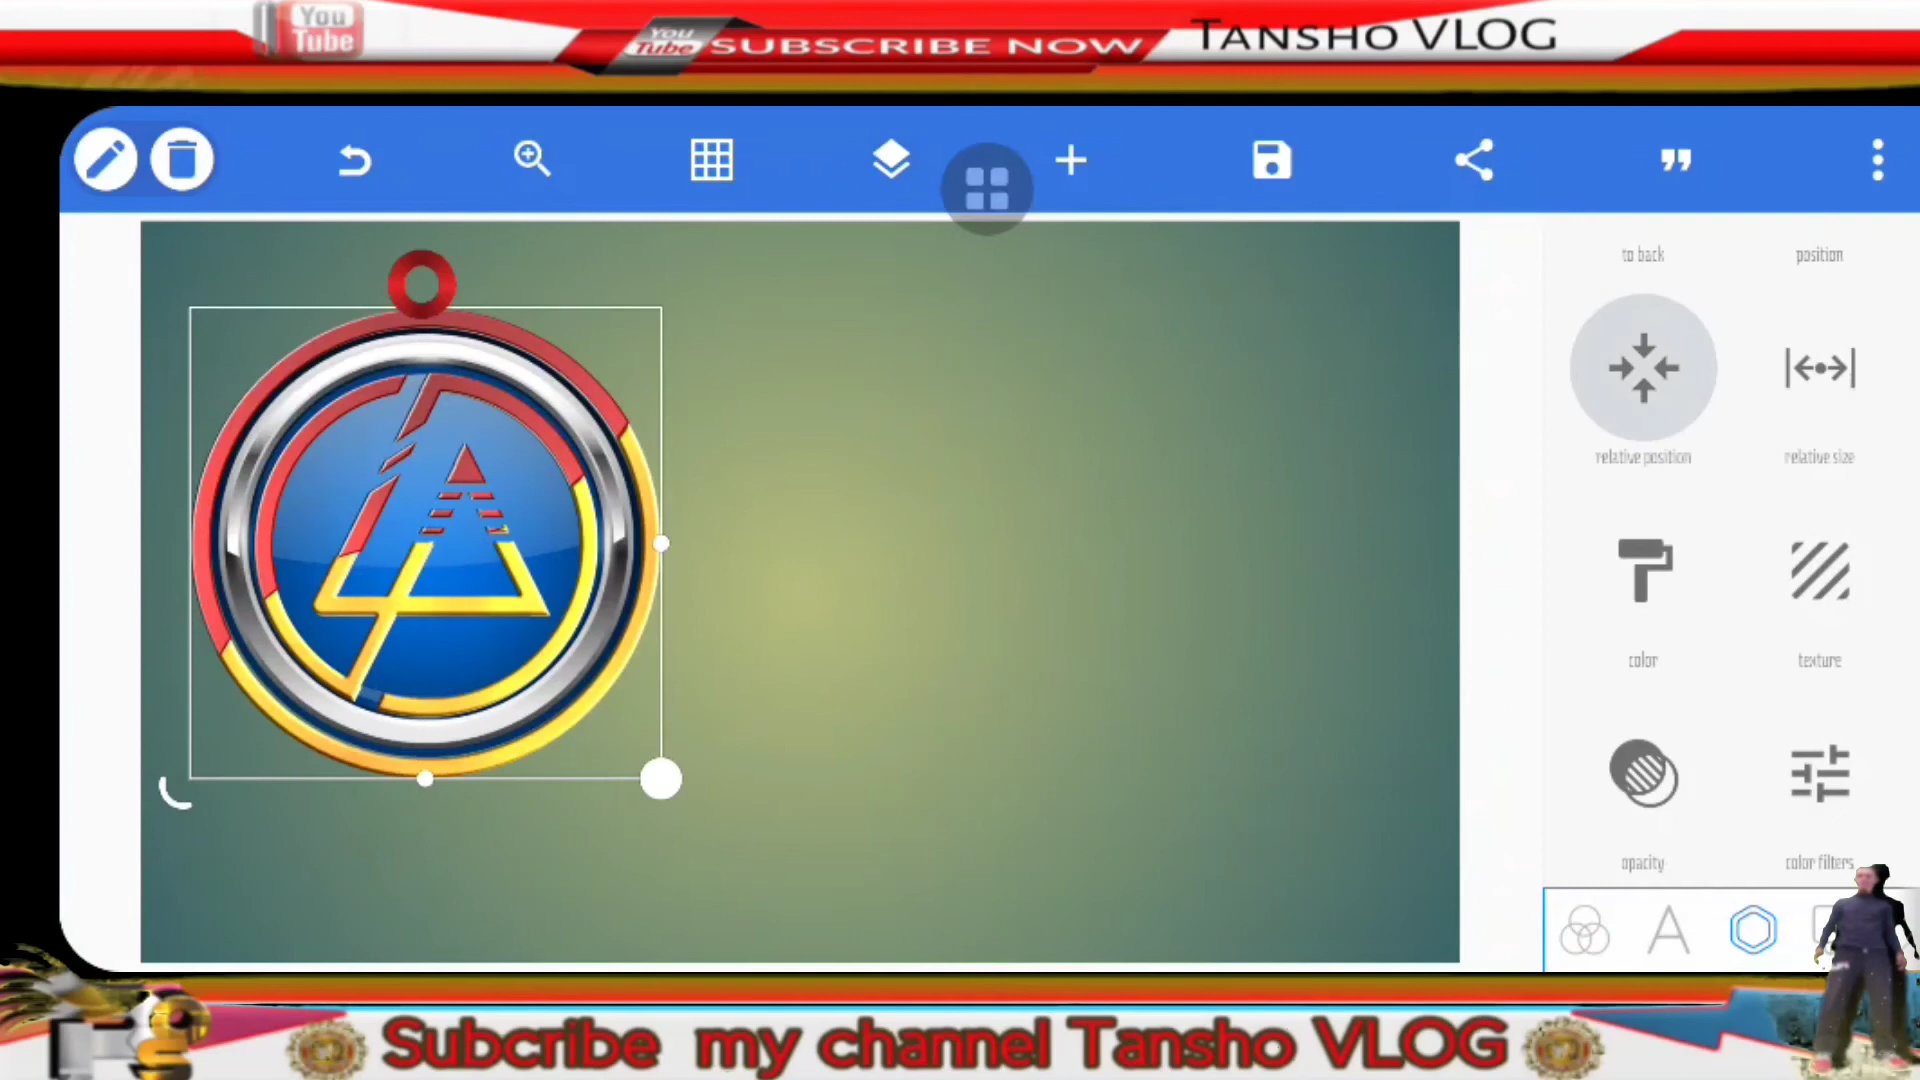 You
Tube
You
Tube SUBSCRIBE NOW
TANSHO VLOG
to back
position
relative position
relative size
color
texture
opacity
color filters
A
Subcribe my channel Tansho VLOG